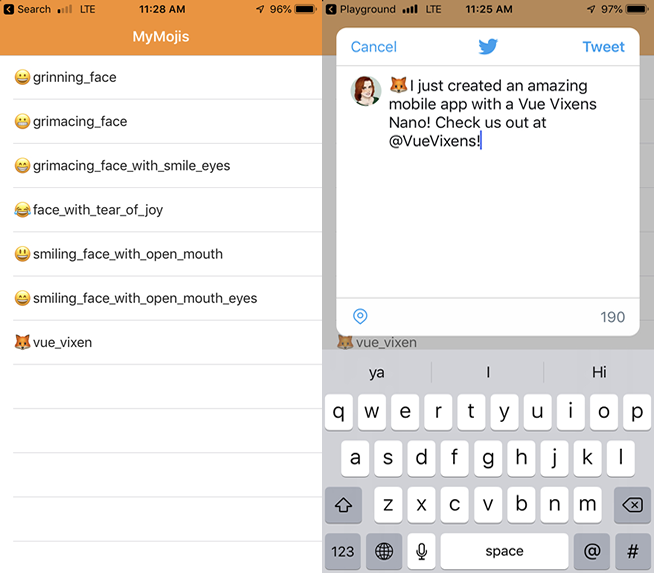 Search LTE 11:28 AM 96%
MyMojis
😀grinning_face
😬grimacing_face
😁grimacing_face_with_smile_eyes
😂face_with_tear_of_joy
😃smiling_face_with_open_mouth
😄smiling_face_with_open_mouth_eyes
🦊vue_vixen
Playground LTE 11:25 AM 97%
Cancel Tweet
🦊I just created an amazing
mobile app with a Vue Vixens
Nano! Check us out at
@VueVixens!
190
🦊vue_vixen
ya I Hi
q w e r t y u i o p
a s d f g h j k l
z x c v b n m
123 space @ #